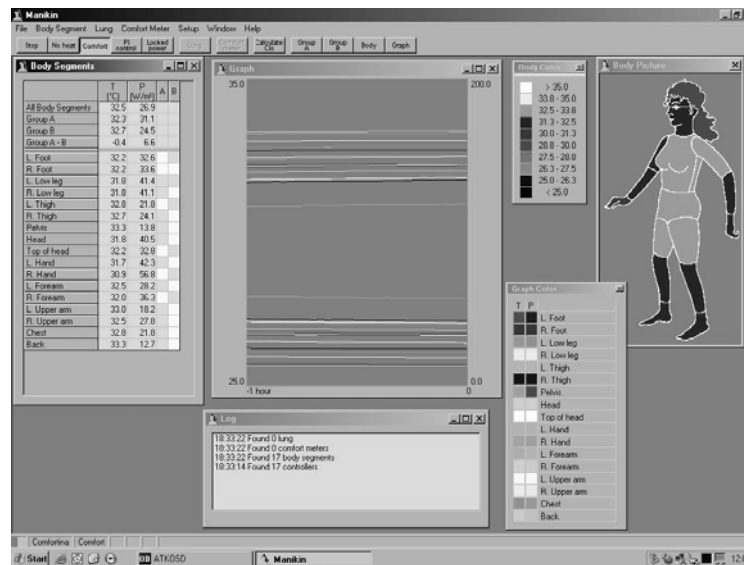 Manikin
File Body Segment Lung Comfort Meter Setup Window Help
Stop No heat Comfort PI control Locked power Lung Comfort meter Calculate Clo Group A Group B Body Graph
Body Segments
T (°C) P (W/m²) A B
All Body Segments 32.5 26.9
Group A 32.3 31.1
Group B 32.7 24.5
Group A - B -0.4 6.6
L. Foot 32.2 32.6
R. Foot 32.2 33.6
L. Low leg 31.8 41.4
R. Low leg 31.8 41.1
L. Thigh 32.8 21.8
R. Thigh 32.7 24.1
Pelvis 33.3 13.8
Head 31.8 40.5
Top of head 32.2 32.8
L. Hand 31.7 42.3
R. Hand 30.9 56.8
L. Forearm 32.5 28.2
R. Forearm 32.0 36.3
L. Upper arm 33.0 18.2
R. Upper arm 32.5 27.8
Chest 32.8 21.8
Back 33.3 12.7
Graph
35.0 200.0
25.0 0.0
-1 hour 0
Body Color
> 35.0
33.8 - 35.0
32.5 - 33.8
31.3 - 32.5
30.0 - 31.3
28.8 - 30.0
27.5 - 28.8
26.3 - 27.5
25.0 - 26.3
< 25.0
Body Picture
Graph Color
T P
L. Foot
R. Foot
L. Low leg
R. Low leg
L. Thigh
R. Thigh
Pelvis
Head
Top of head
L. Hand
R. Hand
L. Forearm
R. Forearm
L. Upper arm
R. Upper arm
Chest
Back
Log
18:33:22 Found 0 lung
18:33:22 Found 0 comfort meters
18:33:22 Found 17 body segments
18:33:14 Found 17 controllers
Comfortina Comfort
Start ATKOSD Manikin